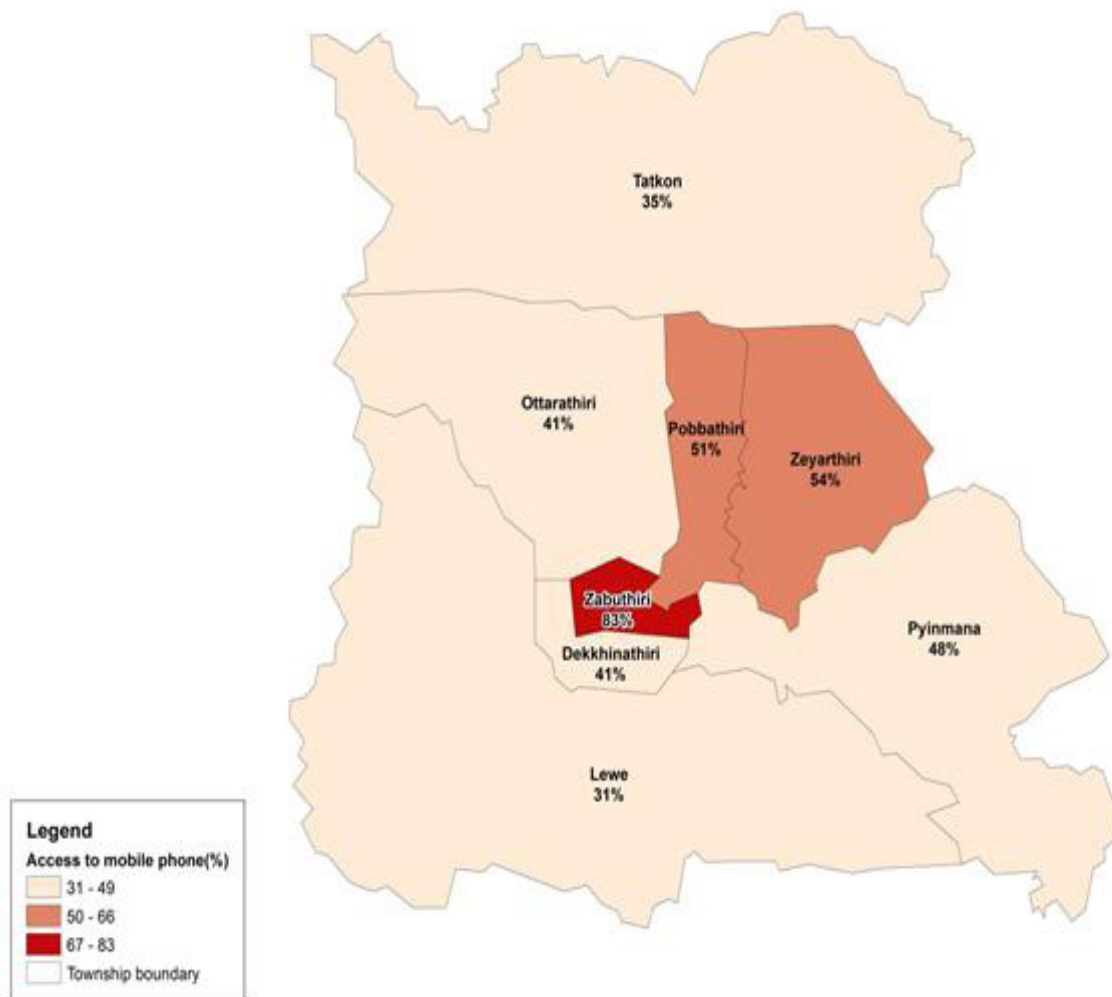 Tatkon
35%
Ottarathiri
41%
Pobbathiri
51%
Zeyarthiri
54%
Zabuthiri
83%
Pyinmana
48%
Dekkhinathiri
41%
Lewe
31%
Legend
Access to mobile phone(%)
31 - 49
50 - 66
67 - 83
Township boundary